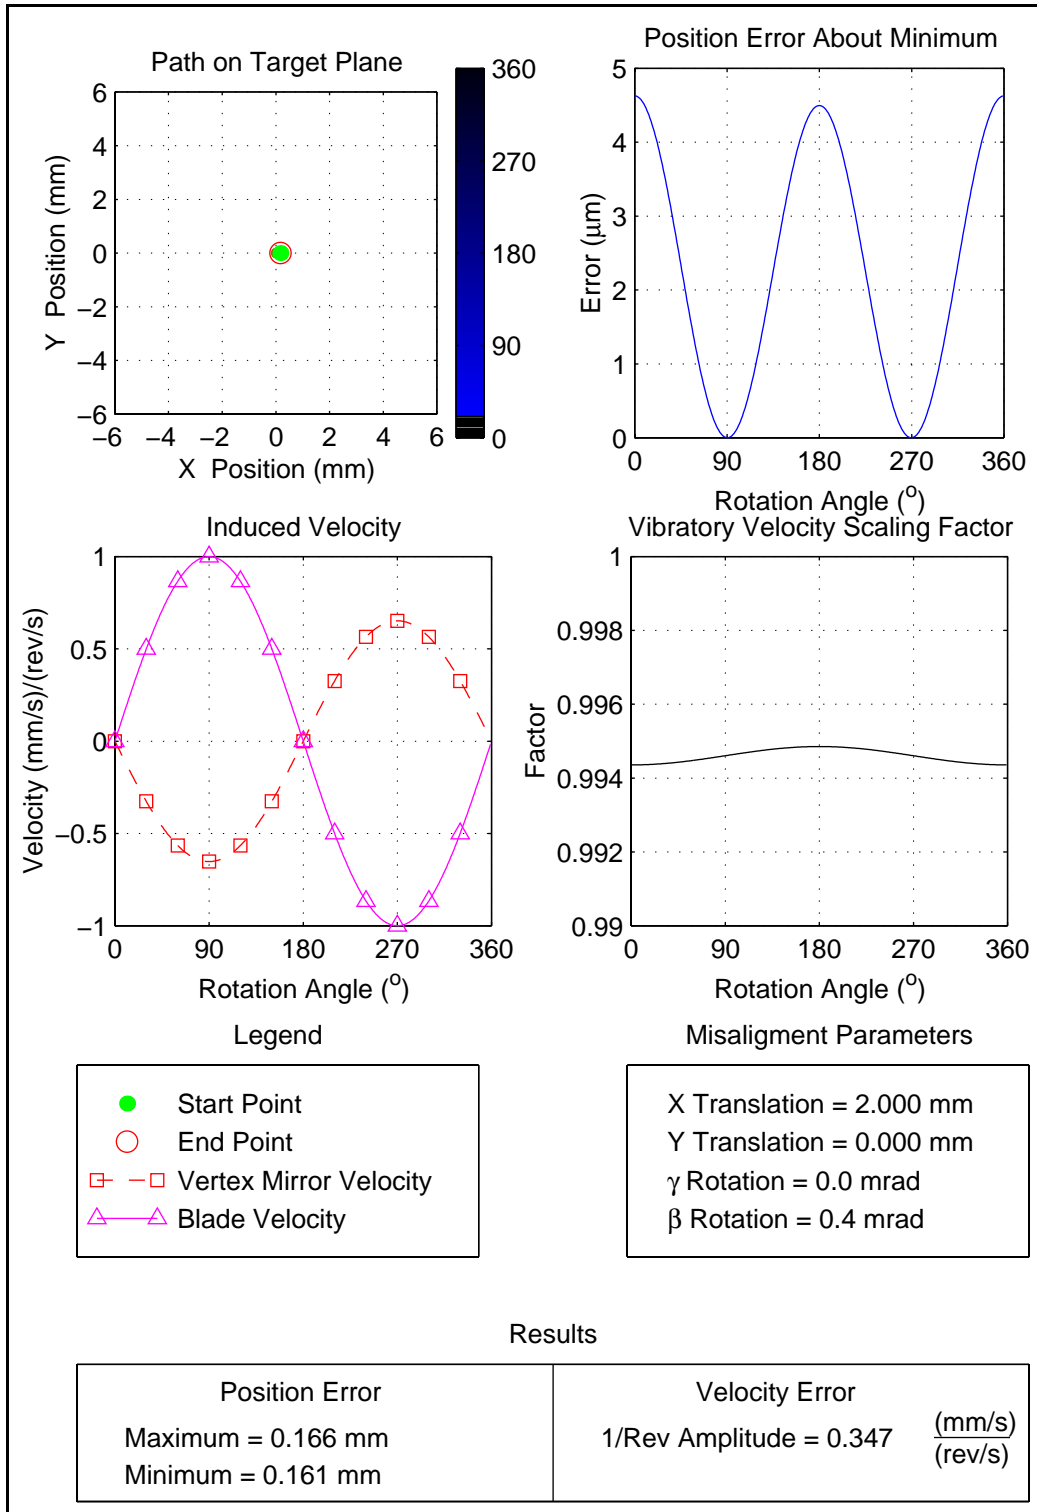 Path on Target Plane
6
4
2
0
−2
−4
−6
Y Position (mm)
−6 −4 −2 0 2 4 6
X Position (mm)
360
270
180
90
0
Position Error About Minimum
5
4
3
2
1
0
Error (μm)
0 90 180 270 360
Rotation Angle (o)
Induced Velocity
1
0.5
0
−0.5
−1
Velocity (mm/s)/(rev/s)
0 90 180 270 360
Rotation Angle (o)
Vibratory Velocity Scaling Factor
1
0.998
0.996
0.994
0.992
0.99
Factor
0 90 180 270 360
Rotation Angle (o)
Legend
Start Point
End Point
Vertex Mirror Velocity
Blade Velocity
Misaligment Parameters
X Translation = 2.000 mm
Y Translation = 0.000 mm
γ Rotation = 0.0 mrad
β Rotation = 0.4 mrad
Results
Position Error
Maximum = 0.166 mm
Minimum = 0.161 mm
Velocity Error
1/Rev Amplitude = 0.347 (mm/s)
(rev/s)